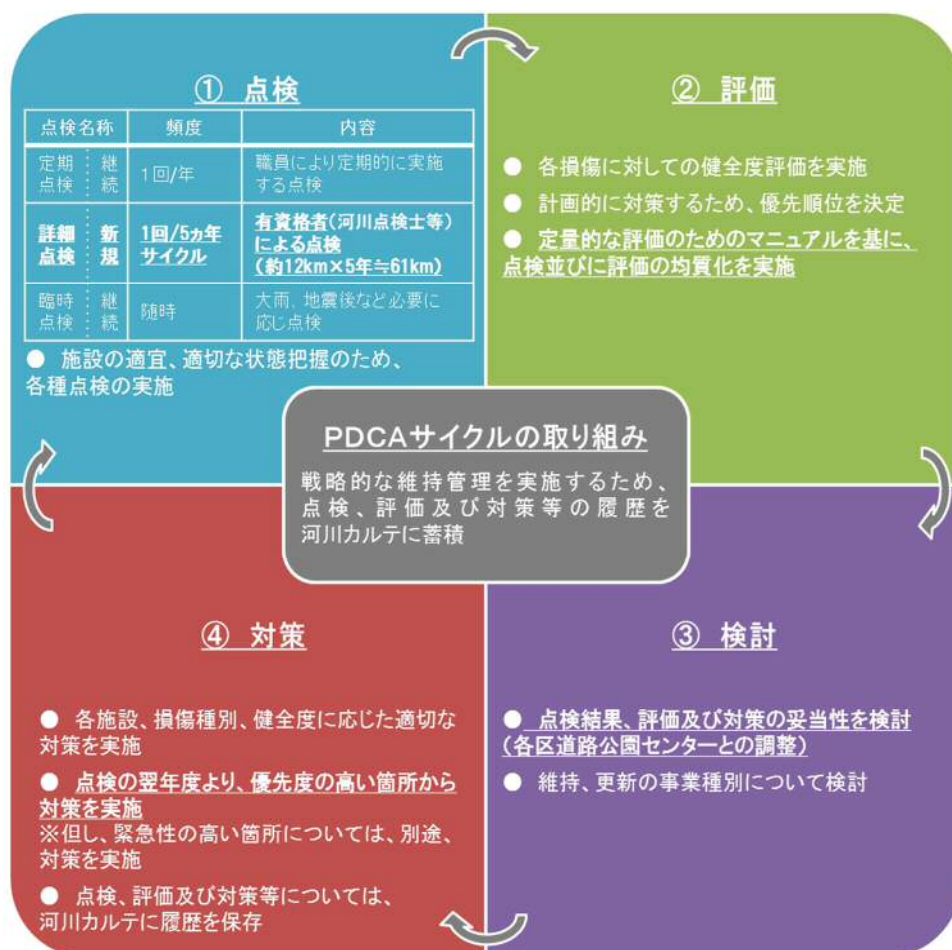 ① 点検
点検名称 頻度 内容
定期点検 継続 1回/年 職員により定期的に実施
する点検
詳細点検 新規 1回/5ヵ年
サイクル 有資格者(河川点検士等)
による点検
(約12km×5年≒61km)
臨時点検 継続 随時 大雨、地震後など必要に
応じ点検
● 施設の適宜、適切な状態把握のため、
各種点検の実施
② 評価
● 各損傷に対しての健全度評価を実施
● 計画的に対策するため、優先順位を決定
● 定量的な評価のためのマニュアルを基に、
点検並びに評価の均質化を実施
PDCAサイクルの取り組み
戦略的な維持管理を実施するため、
点検、評価及び対策等の履歴を
河川カルテに蓄積
③ 検討
● 点検結果、評価及び対策の妥当性を検討
(各区道路公園センターとの調整)
● 維持、更新の事業種別について検討
④ 対策
● 各施設、損傷種別、健全度に応じた適切な
対策を実施
● 点検の翌年度より、優先度の高い箇所から
対策を実施
※但し、緊急性の高い箇所については、別途、
対策を実施
● 点検、評価及び対策等については、
河川カルテに履歴を保存